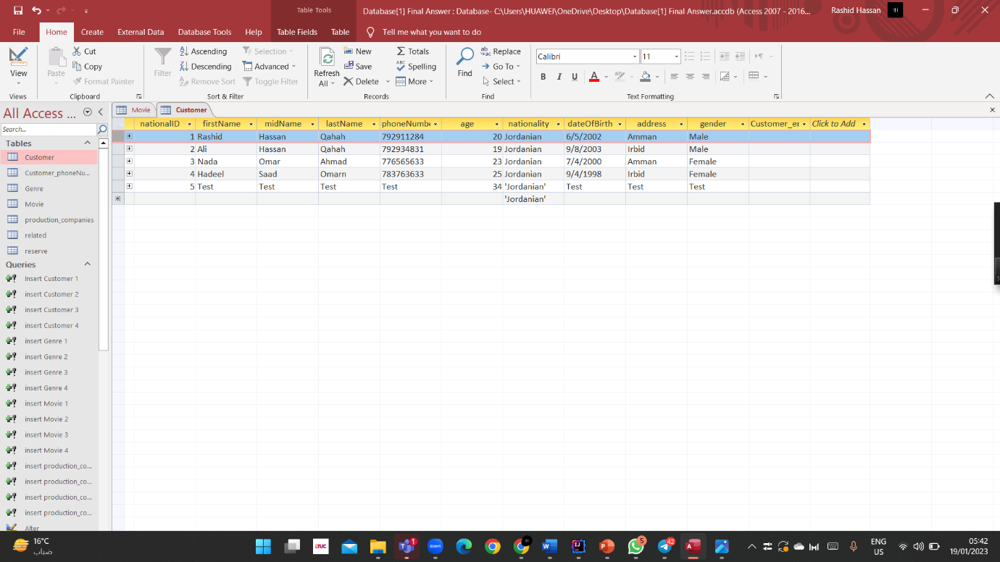 Table Tools
Database[1] Final Answer : Database- C:\Users\HUAWEI\OneDrive\Desktop\Database[1] Final Answer.accdb (Access 2007 - 2016...
Rashid Hassan
File Home Create External Data Database Tools Help Table Fields Table Tell me what you want to do
View
Views
Paste
Cut
Copy
Format Painter
Clipboard
Filter
Ascending
Descending
Remove Sort
Selection
Advanced
Toggle Filter
Sort & Filter
Refresh
All
New
Save
Delete
Totals
Spelling
More
Records
Find
Replace
Go To
Select
Find
Calibri 11
B I U A
Text Formatting
All Access ...
Search...
Tables
Customer
Customer_phoneNu...
Genre
Movie
production_companies
related
reserve
Queries
Insert Customer 1
insert Customer 2
insert Customer 3
insert Customer 4
insert Genre 1
insert Genre 2
insert Genre 3
insert Genre 4
insert Movie 1
insert Movie 2
insert Movie 3
insert Movie 4
insert production_co...
insert production_co...
insert production_co...
insert production_co...
Alter
Movie Customer
nationalID firstName midName lastName phoneNumbe age nationality dateOfBirth address gender Customer_er Click to Add
1 Rashid Hassan Qahah 792911284 20 Jordanian 6/5/2002 Amman Male
2 Ali Hassan Qahah 792934831 19 Jordanian 9/8/2003 Irbid Male
3 Nada Omar Ahmad 776565633 23 Jordanian 7/4/2000 Amman Female
4 Hadeel Saad Omarn 783763633 25 Jordanian 9/4/1998 Irbid Female
5 Test Test Test Test 34 'Jordanian' Test Test Test
'Jordanian'
16°C
ضباب
LTUC
1
zoom
5
42
ENG
US
05:42
19/01/2023